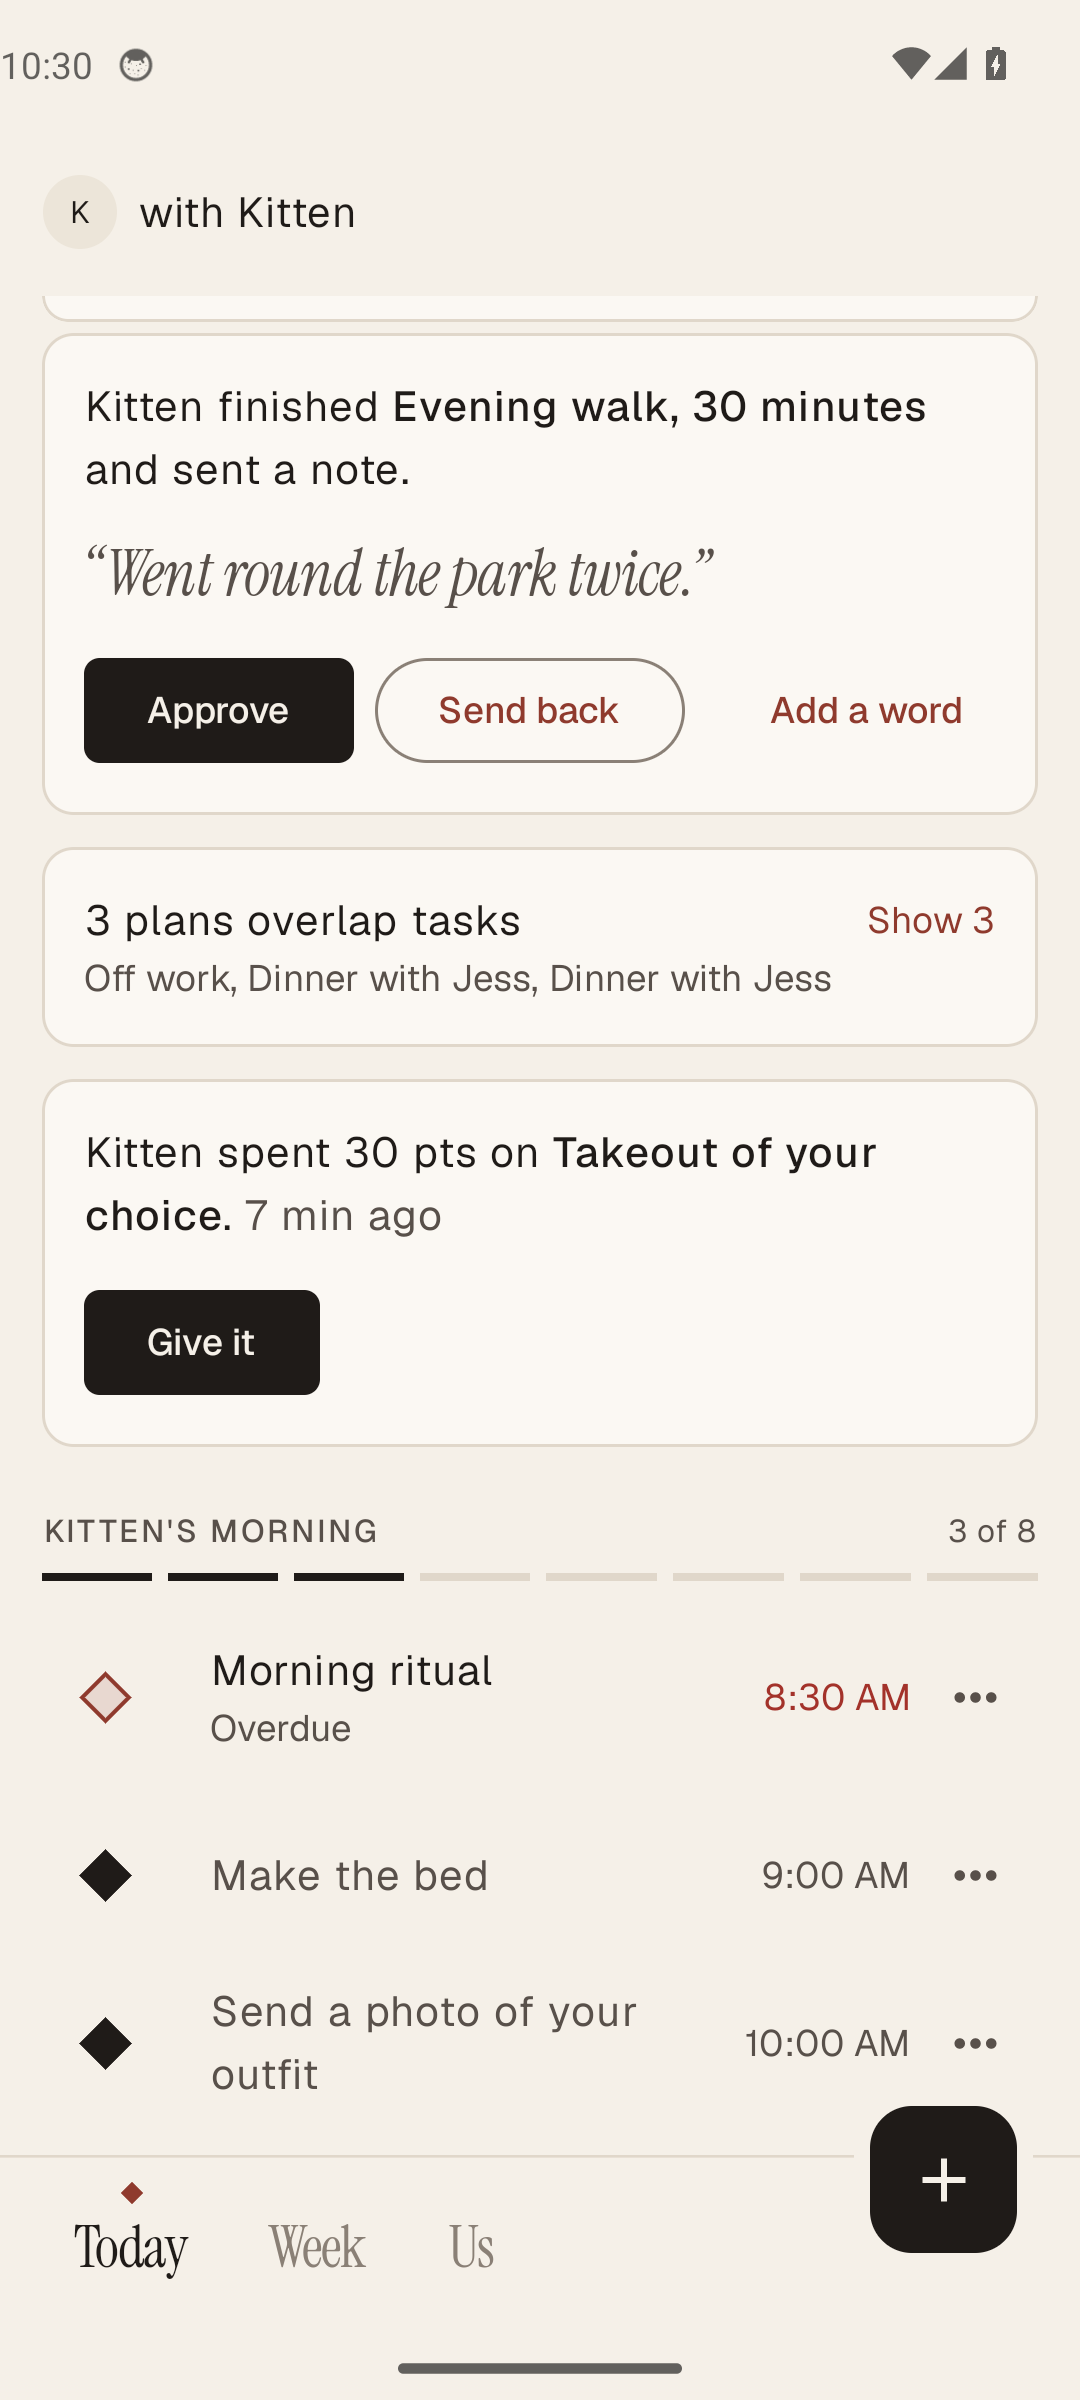 10:30
K with Kitten
Kitten finished Evening walk, 30 minutes
and sent a note.
“Went round the park twice.”
Approve Send back Add a word
3 plans overlap tasks Show 3
Off work, Dinner with Jess, Dinner with Jess
Kitten spent 30 pts on Takeout of your
choice. 7 min ago
Give it
KITTEN'S MORNING 3 of 8
Morning ritual 8:30 AM
Overdue
Make the bed 9:00 AM
Send a photo of your
outfit 10:00 AM
Today Week Us